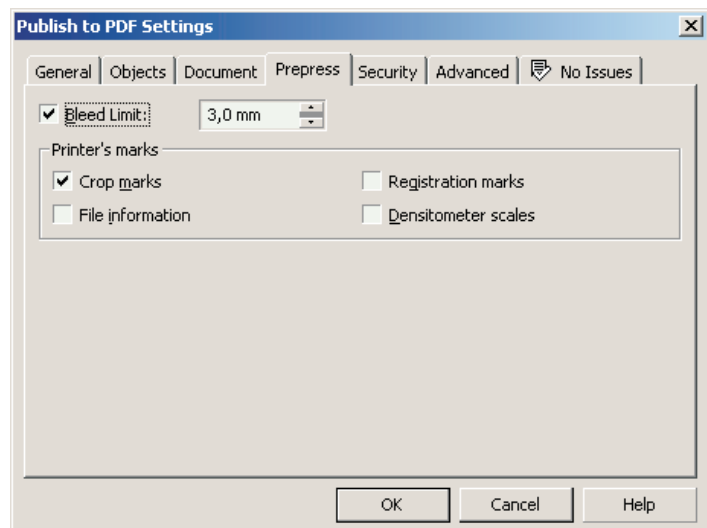 Publish to PDF Settings
General Objects Document Prepress Security Advanced No Issues
Bleed Limit: 3,0 mm
Printer's marks
Crop marks Registration marks
File information Densitometer scales
OK Cancel Help